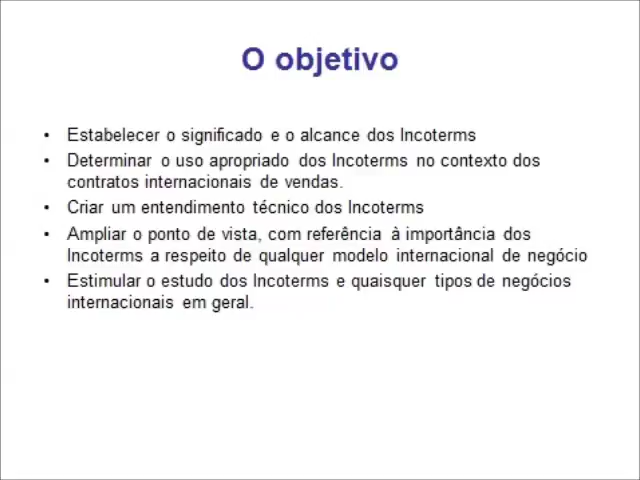 O objetivo
• Estabelecer o significado e o alcance dos Incoterms
• Determinar o uso apropriado dos Incoterms no contexto dos
contratos internacionais de vendas.
• Criar um entendimento técnico dos Incoterms
• Ampliar o ponto de vista, com referência à importância dos
Incoterms a respeito de qualquer modelo internacional de negócio
• Estimular o estudo dos Incoterms e quaisquer tipos de negócios
internacionais em geral.